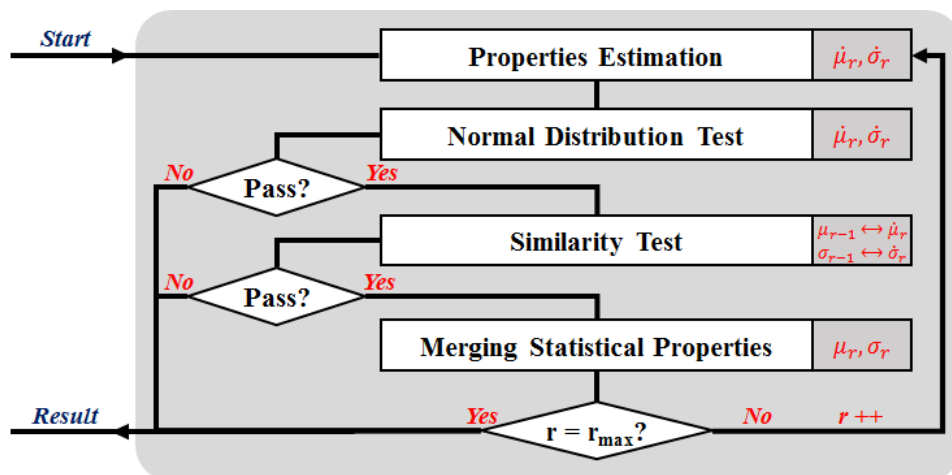 Start
Properties Estimation
μ̇ᵣ, σ̇ᵣ
Normal Distribution Test
μ̇ᵣ, σ̇ᵣ
No
Pass?
Yes
Similarity Test
μᵣ₋₁ ↔ μ̇ᵣ
σᵣ₋₁ ↔ σ̇ᵣ
No
Pass?
Yes
Merging Statistical Properties
μᵣ, σᵣ
Result
Yes
r = r_max?
No
r ++